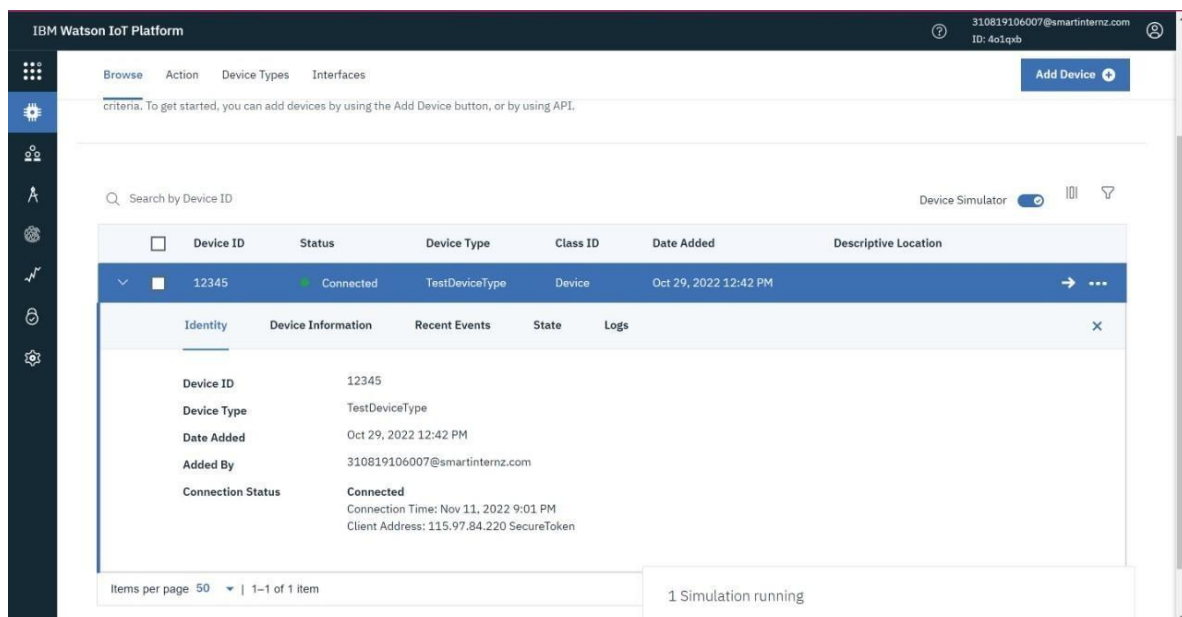 IBM Watson IoT Platform
310819106007@smartinternz.com
ID: 4o1qxb
Browse Action Device Types Interfaces Add Device
criteria. To get started, you can add devices by using the Add Device button, or by using API.
Search by Device ID Device Simulator
Device ID Status Device Type Class ID Date Added Descriptive Location
12345 Connected TestDeviceType Device Oct 29, 2022 12:42 PM
Identity Device Information Recent Events State Logs
Device ID 12345
Device Type TestDeviceType
Date Added Oct 29, 2022 12:42 PM
Added By 310819106007@smartinternz.com
Connection Status Connected
Connection Time: Nov 11, 2022 9:01 PM
Client Address: 115.97.84.220 SecureToken
Items per page 50 | 1–1 of 1 item
1 Simulation running